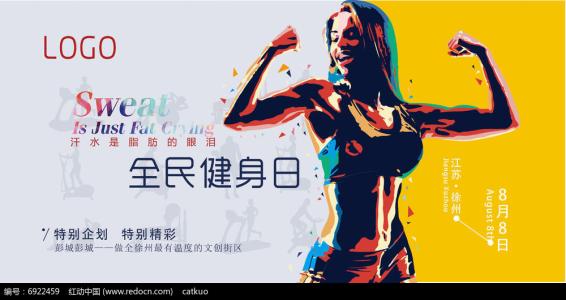 LOGO
Sweat
Is Just Fat Crying
汗水是脂肪的眼泪
全民健身日
特别企划 特别精彩
彭城彭城——做全徐州最有温度的文创街区
江苏·徐州
Jiangsu Xuzhou
8月8日
August 8th
编号:6922459 红动中国 (www.redocn.com) catkuo